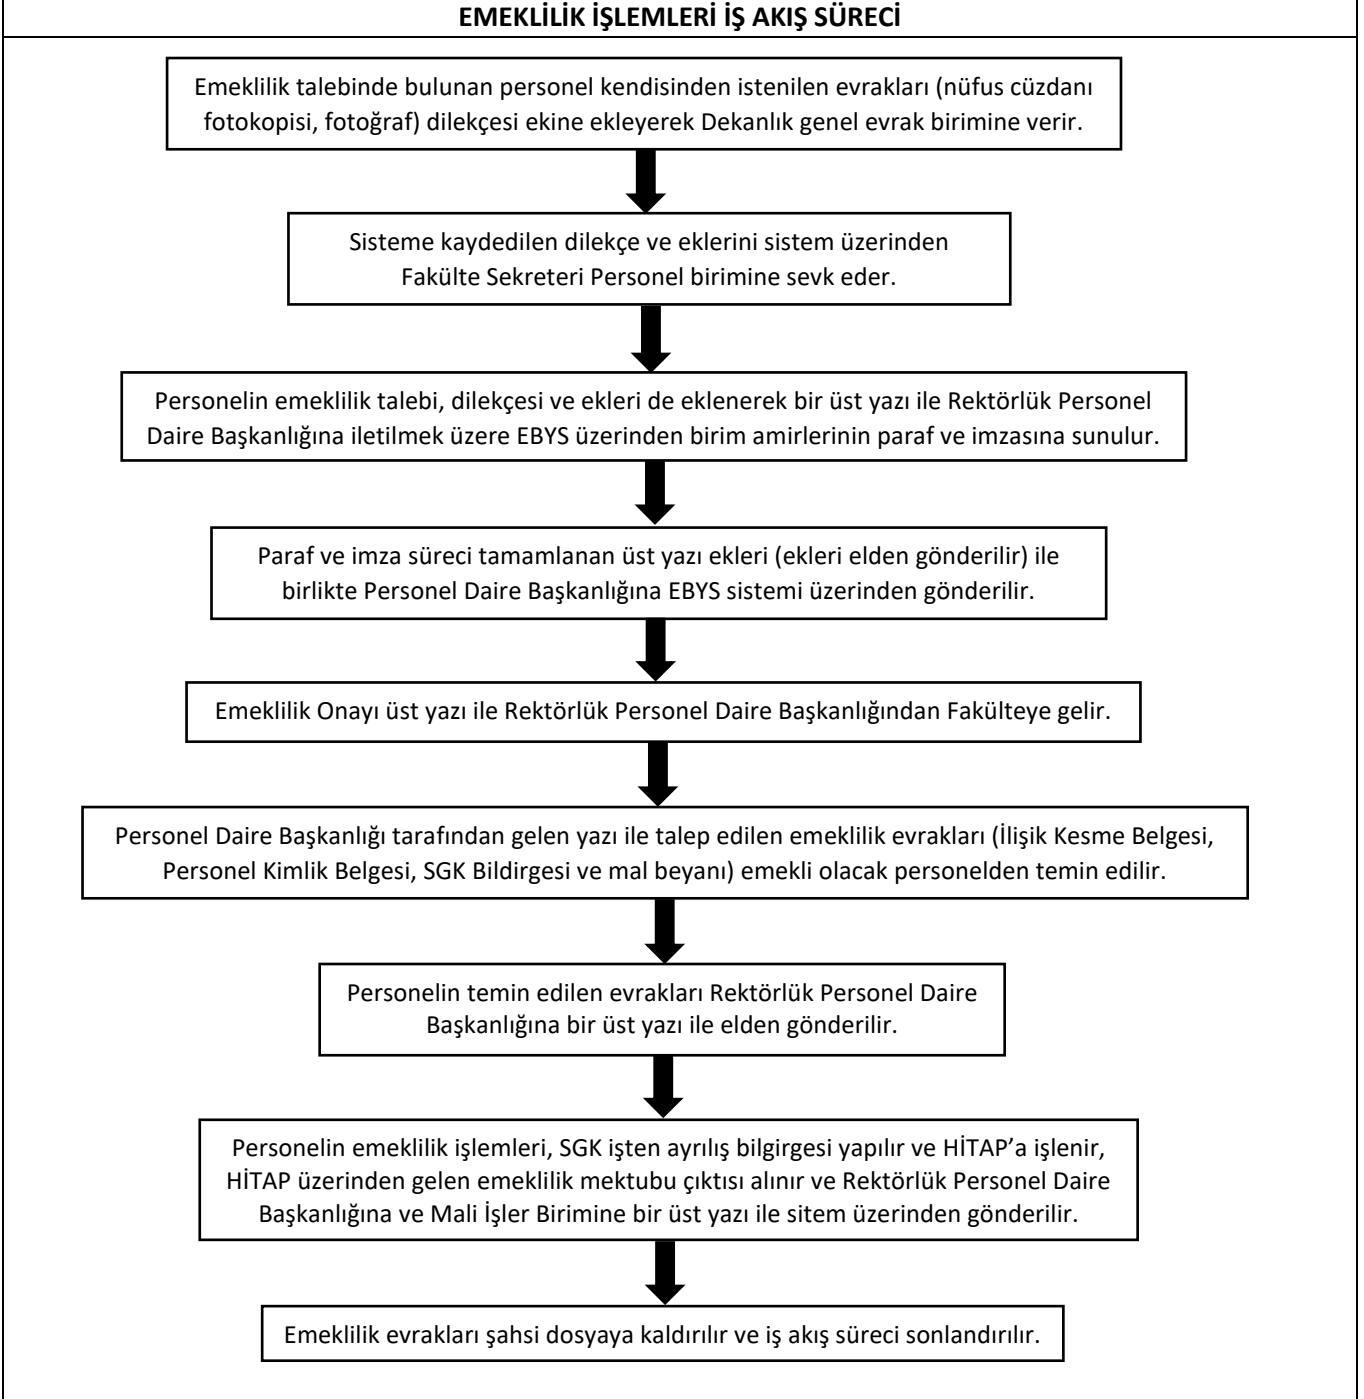 EMEKLİLİK İŞLEMLERİ İŞ AKIŞ SÜRECİ
Emeklilik talebinde bulunan personel kendisinden istenilen evrakları (nüfus cüzdanı
fotokopisi, fotoğraf) dilekçesi ekine ekleyerek Dekanlık genel evrak birimine verir.
Sisteme kaydedilen dilekçe ve eklerini sistem üzerinden
Fakülte Sekreteri Personel birimine sevk eder.
Personelin emeklilik talebi, dilekçesi ve ekleri de eklenerek bir üst yazı ile Rektörlük Personel
Daire Başkanlığına iletilmek üzere EBYS üzerinden birim amirlerinin paraf ve imzasına sunulur.
Paraf ve imza süreci tamamlanan üst yazı ekleri (ekleri elden gönderilir) ile
birlikte Personel Daire Başkanlığına EBYS sistemi üzerinden gönderilir.
Emeklilik Onayı üst yazı ile Rektörlük Personel Daire Başkanlığından Fakülteye gelir.
Personel Daire Başkanlığı tarafından gelen yazı ile talep edilen emeklilik evrakları (İlişik Kesme Belgesi,
Personel Kimlik Belgesi, SGK Bildirgesi ve mal beyanı) emekli olacak personelden temin edilir.
Personelin temin edilen evrakları Rektörlük Personel Daire
Başkanlığına bir üst yazı ile elden gönderilir.
Personelin emeklilik işlemleri, SGK işten ayrılış bilgirgesi yapılır ve HİTAP’a işlenir,
HİTAP üzerinden gelen emeklilik mektubu çıktısı alınır ve Rektörlük Personel Daire
Başkanlığına ve Mali İşler Birimine bir üst yazı ile sitem üzerinden gönderilir.
Emeklilik evrakları şahsi dosyaya kaldırılır ve iş akış süreci sonlandırılır.